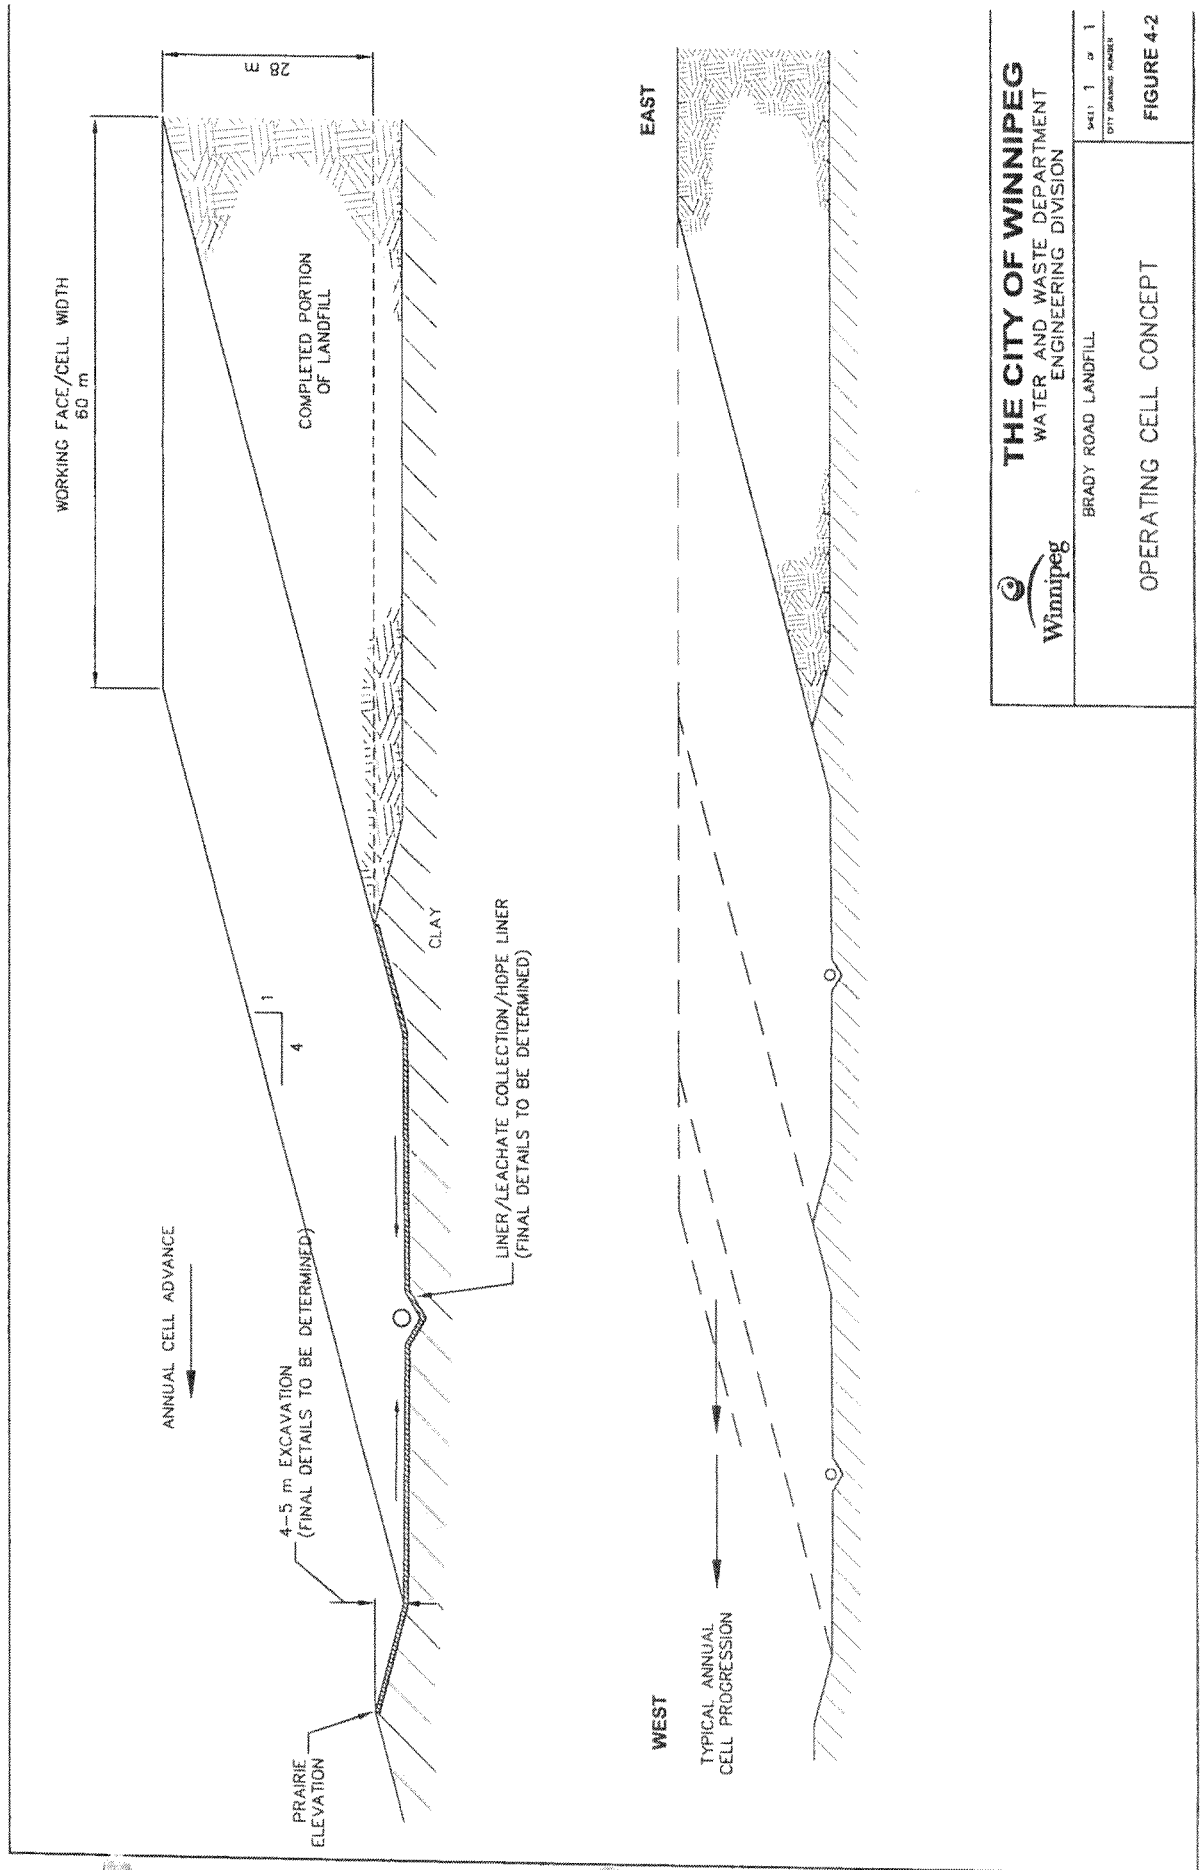 WORKING FACE/CELL WIDTH
60 m
28 m
ANNUAL CELL ADVANCE
1
4
COMPLETED PORTION
OF LANDFILL
4-5 m EXCAVATION
(FINAL DETAILS TO BE DETERMINED)
PRAIRIE
ELEVATION
CLAY
LINER/LEACHATE COLLECTION/HDPE LINER
(FINAL DETAILS TO BE DETERMINED)
WEST
EAST
TYPICAL ANNUAL
CELL PROGRESSION
Winnipeg
THE CITY OF WINNIPEG
WATER AND WASTE DEPARTMENT
ENGINEERING DIVISION
BRADY ROAD LANDFILL
OPERATING CELL CONCEPT
SHEET 1 OF 1
CITY DRAWING NUMBER
FIGURE 4-2